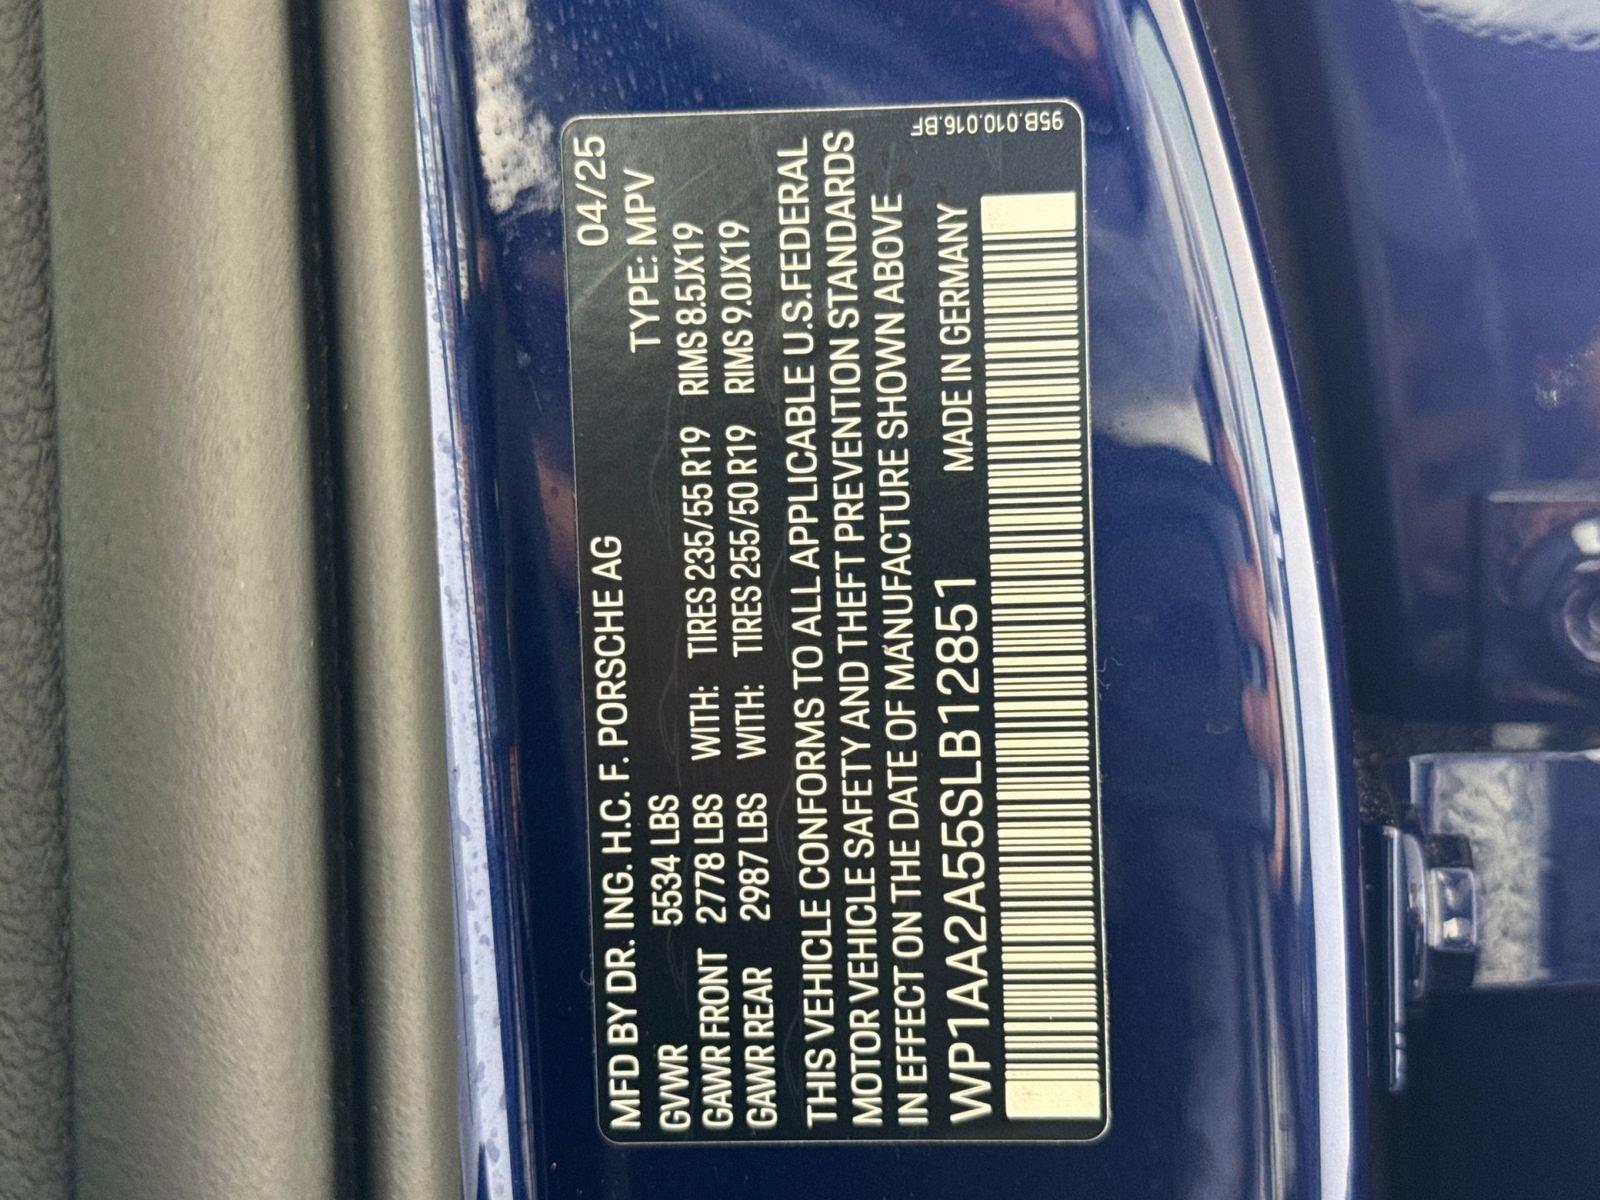 MFD BY DR. ING. H.C. F. PORSCHE AG 04/25
GVWR 5534 LBS TYPE: MPV
GAWR FRONT 2778 LBS WITH: TIRES 235/55 R19 RIMS 8.5JX19
GAWR REAR 2987 LBS WITH: TIRES 255/50 R19 RIMS 9.0JX19
THIS VEHICLE CONFORMS TO ALL APPLICABLE U.S.FEDERAL
MOTOR VEHICLE SAFETY AND THEFT PREVENTION STANDARDS
IN EFFECT ON THE DATE OF MANUFACTURE SHOWN ABOVE
WP1AA2A55SLB12851 MADE IN GERMANY
95B.010.016.BF